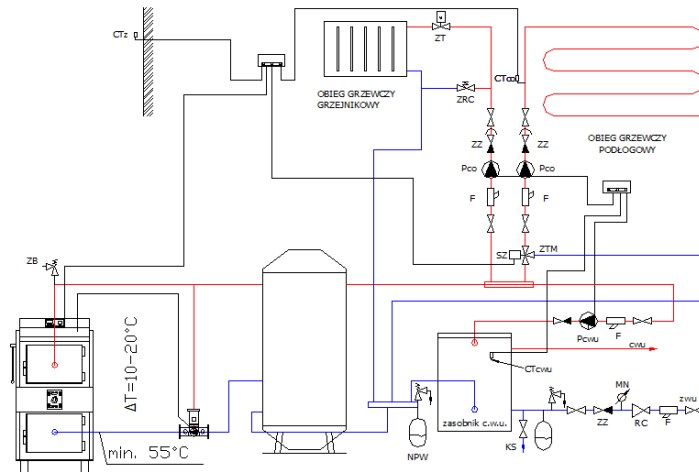 CTz
ZT
CTco
OBIEG GRZEWCZY
GRZEJNIKOWY
ZRC
OBIEG GRZEWCZY
PODŁOGOWY
ZZ
ZZ
Pco
Pco
F
F
ZB
SZ
ZTM
ΔT=10-20°C
Pcwu
F
cwu
CTcwu
MN
zwu
zasobnik c.w.u.
ZZ
RC
F
min. 55°C
NPW
KS